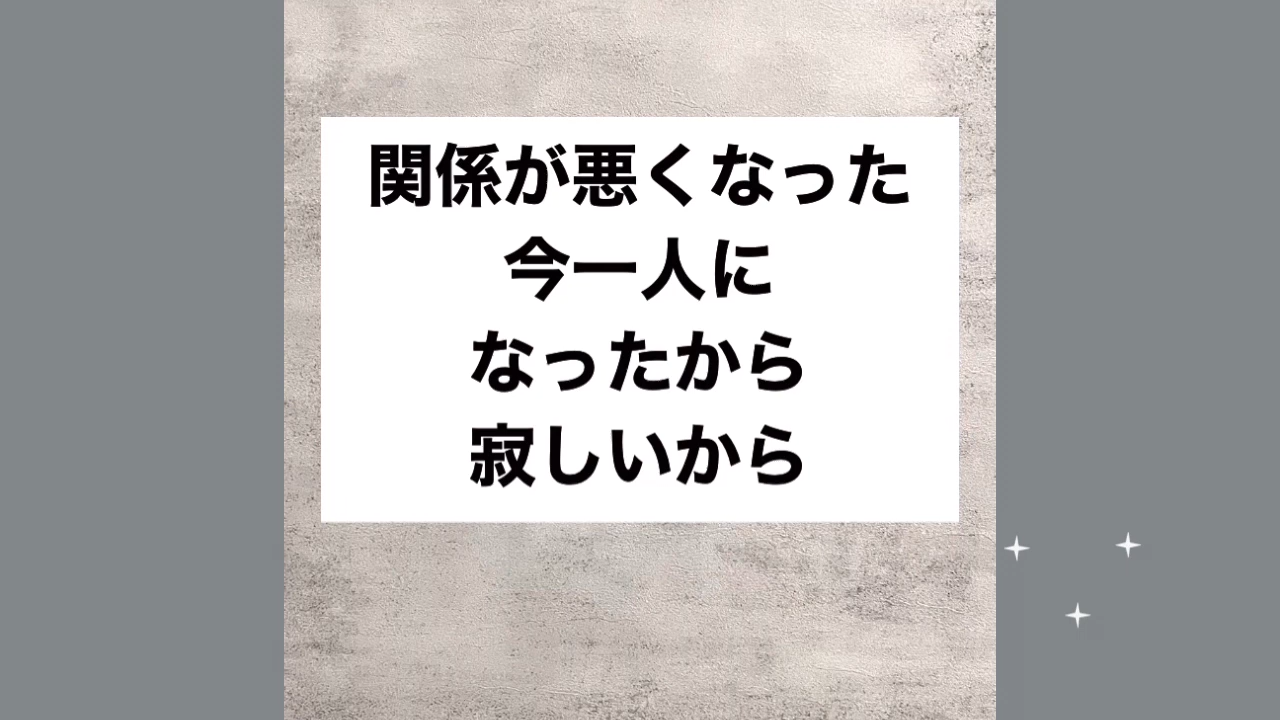 関係が悪くなった
今一人に
なったから
寂しいから